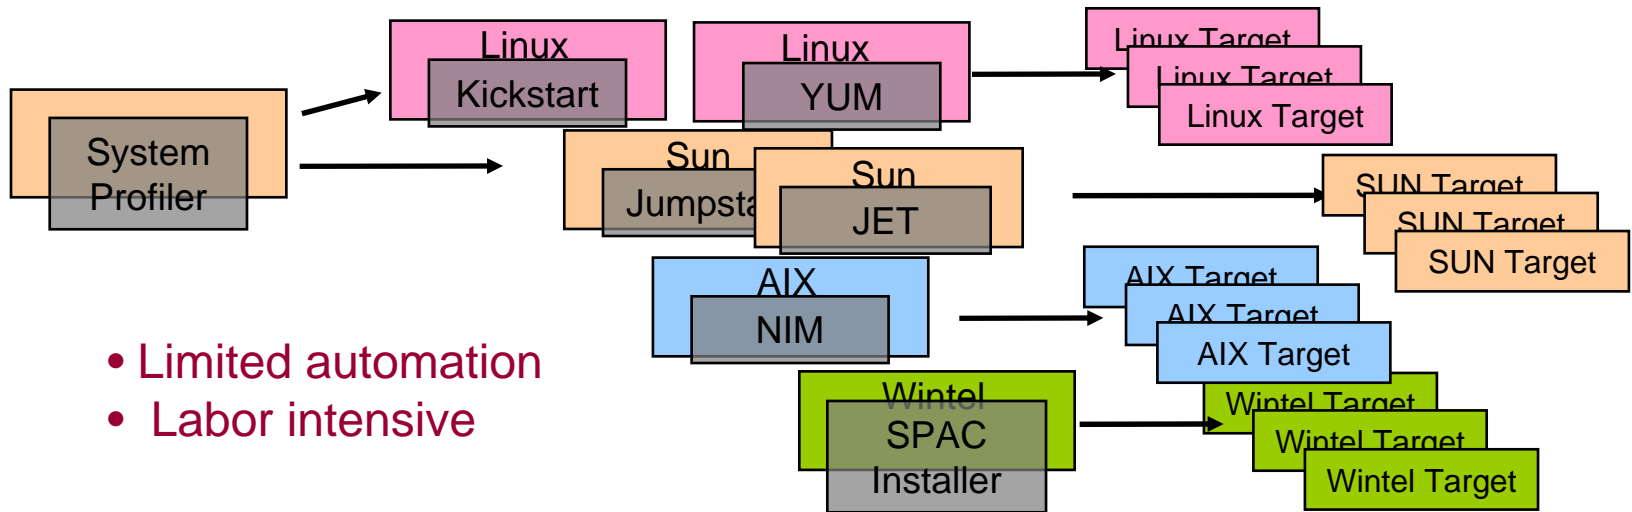 System
Profiler
Linux
Kickstart
Linux
YUM
Linux Target
Linux Target
Linux Target
Sun
Jumpsta
Sun
JET
SUN Target
SUN Target
SUN Target
AIX
NIM
AIX Target
AIX Target
AIX Target
Wintel
SPAC
Installer
Wintel Target
Wintel Target
Wintel Target
• Limited automation
• Labor intensive